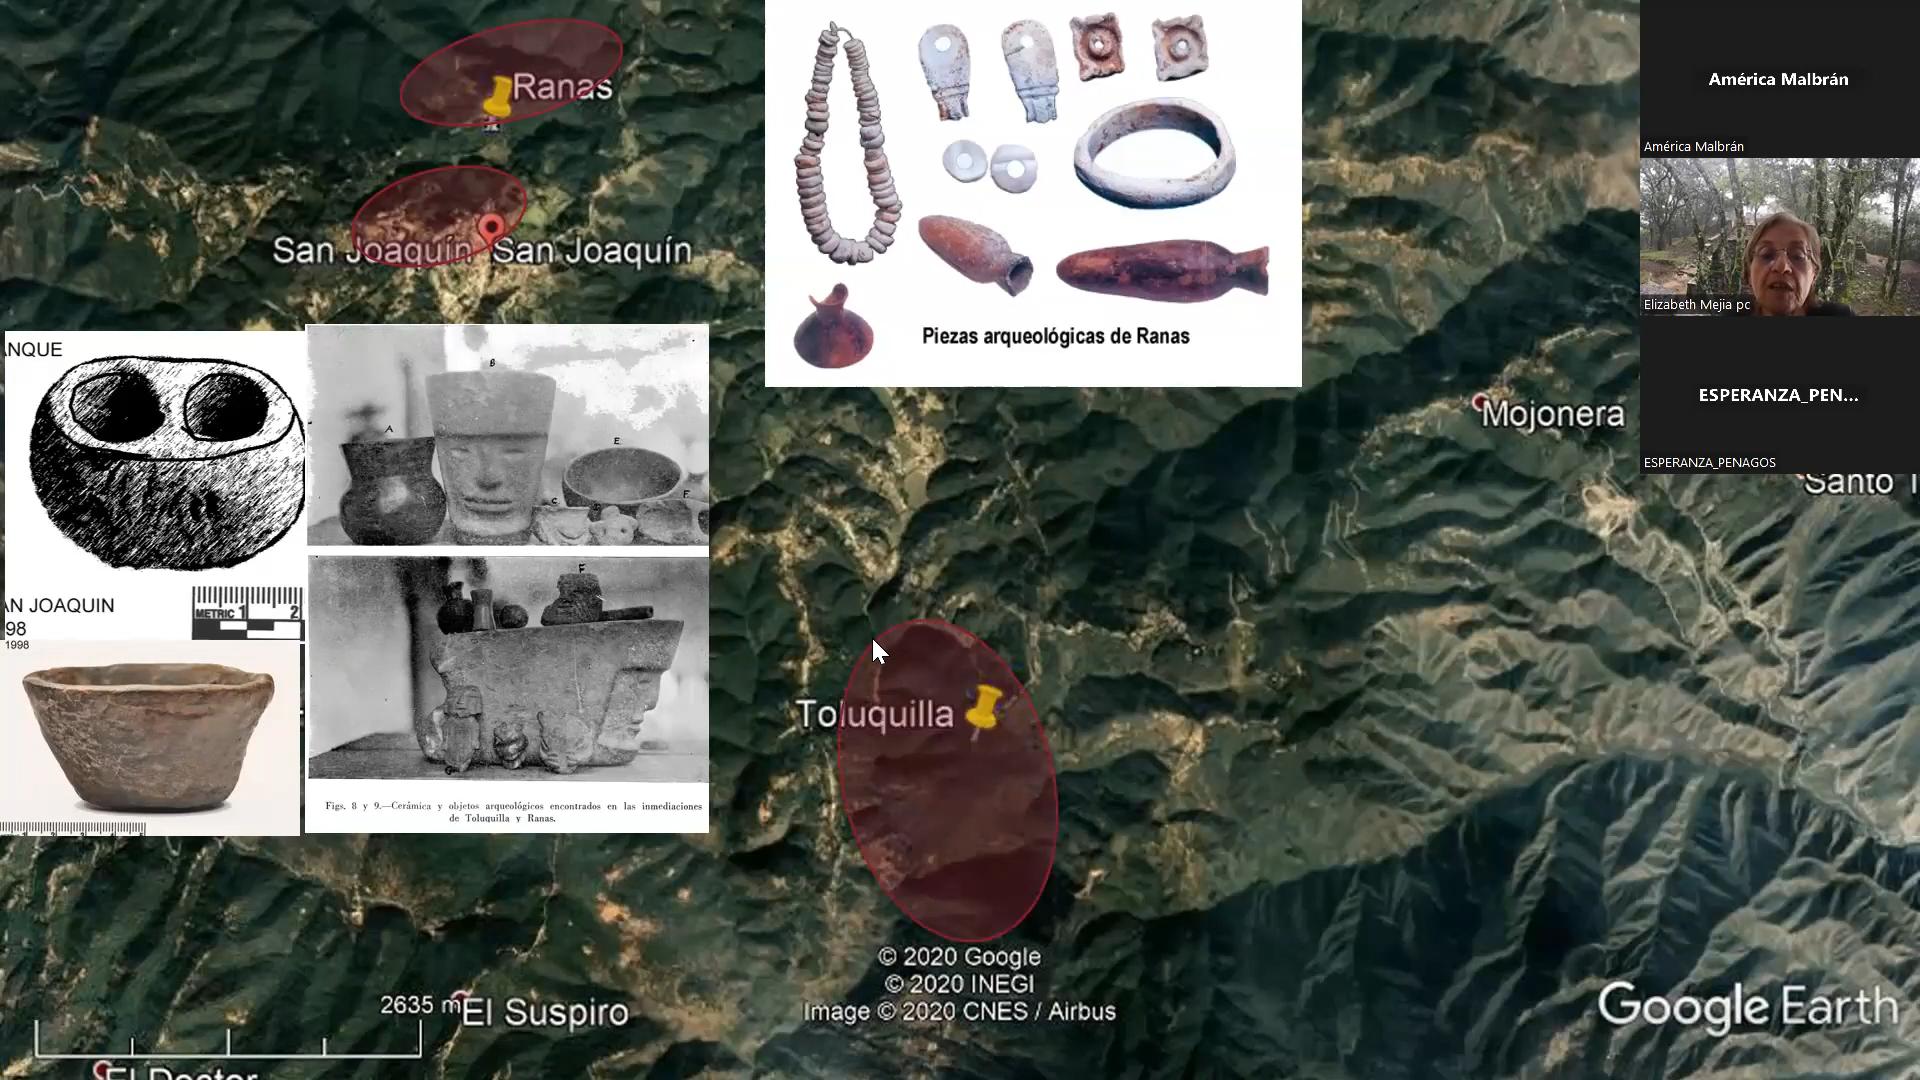 Ranas
San Joaquín
San Joaquín
Piezas arqueológicas de Ranas
América Malbrán
América Malbrán
Elizabeth Mejia pc
ESPERANZA_PEN...
ESPERANZA_PENAGOS
Mojonera
Santo T
NQUE
N JOAQUIN
98
1998
METRIC 1 2
A
B
C
E
F
F
G
Figs. 8 y 9.—Cerámica y objetos arqueológicos encontrados en las inmediaciones
de Toluquilla y Ranas.
Toluquilla
© 2020 Google
© 2020 INEGI
Image © 2020 CNES / Airbus
2635 m
El Suspiro
El Doctor
Google Earth